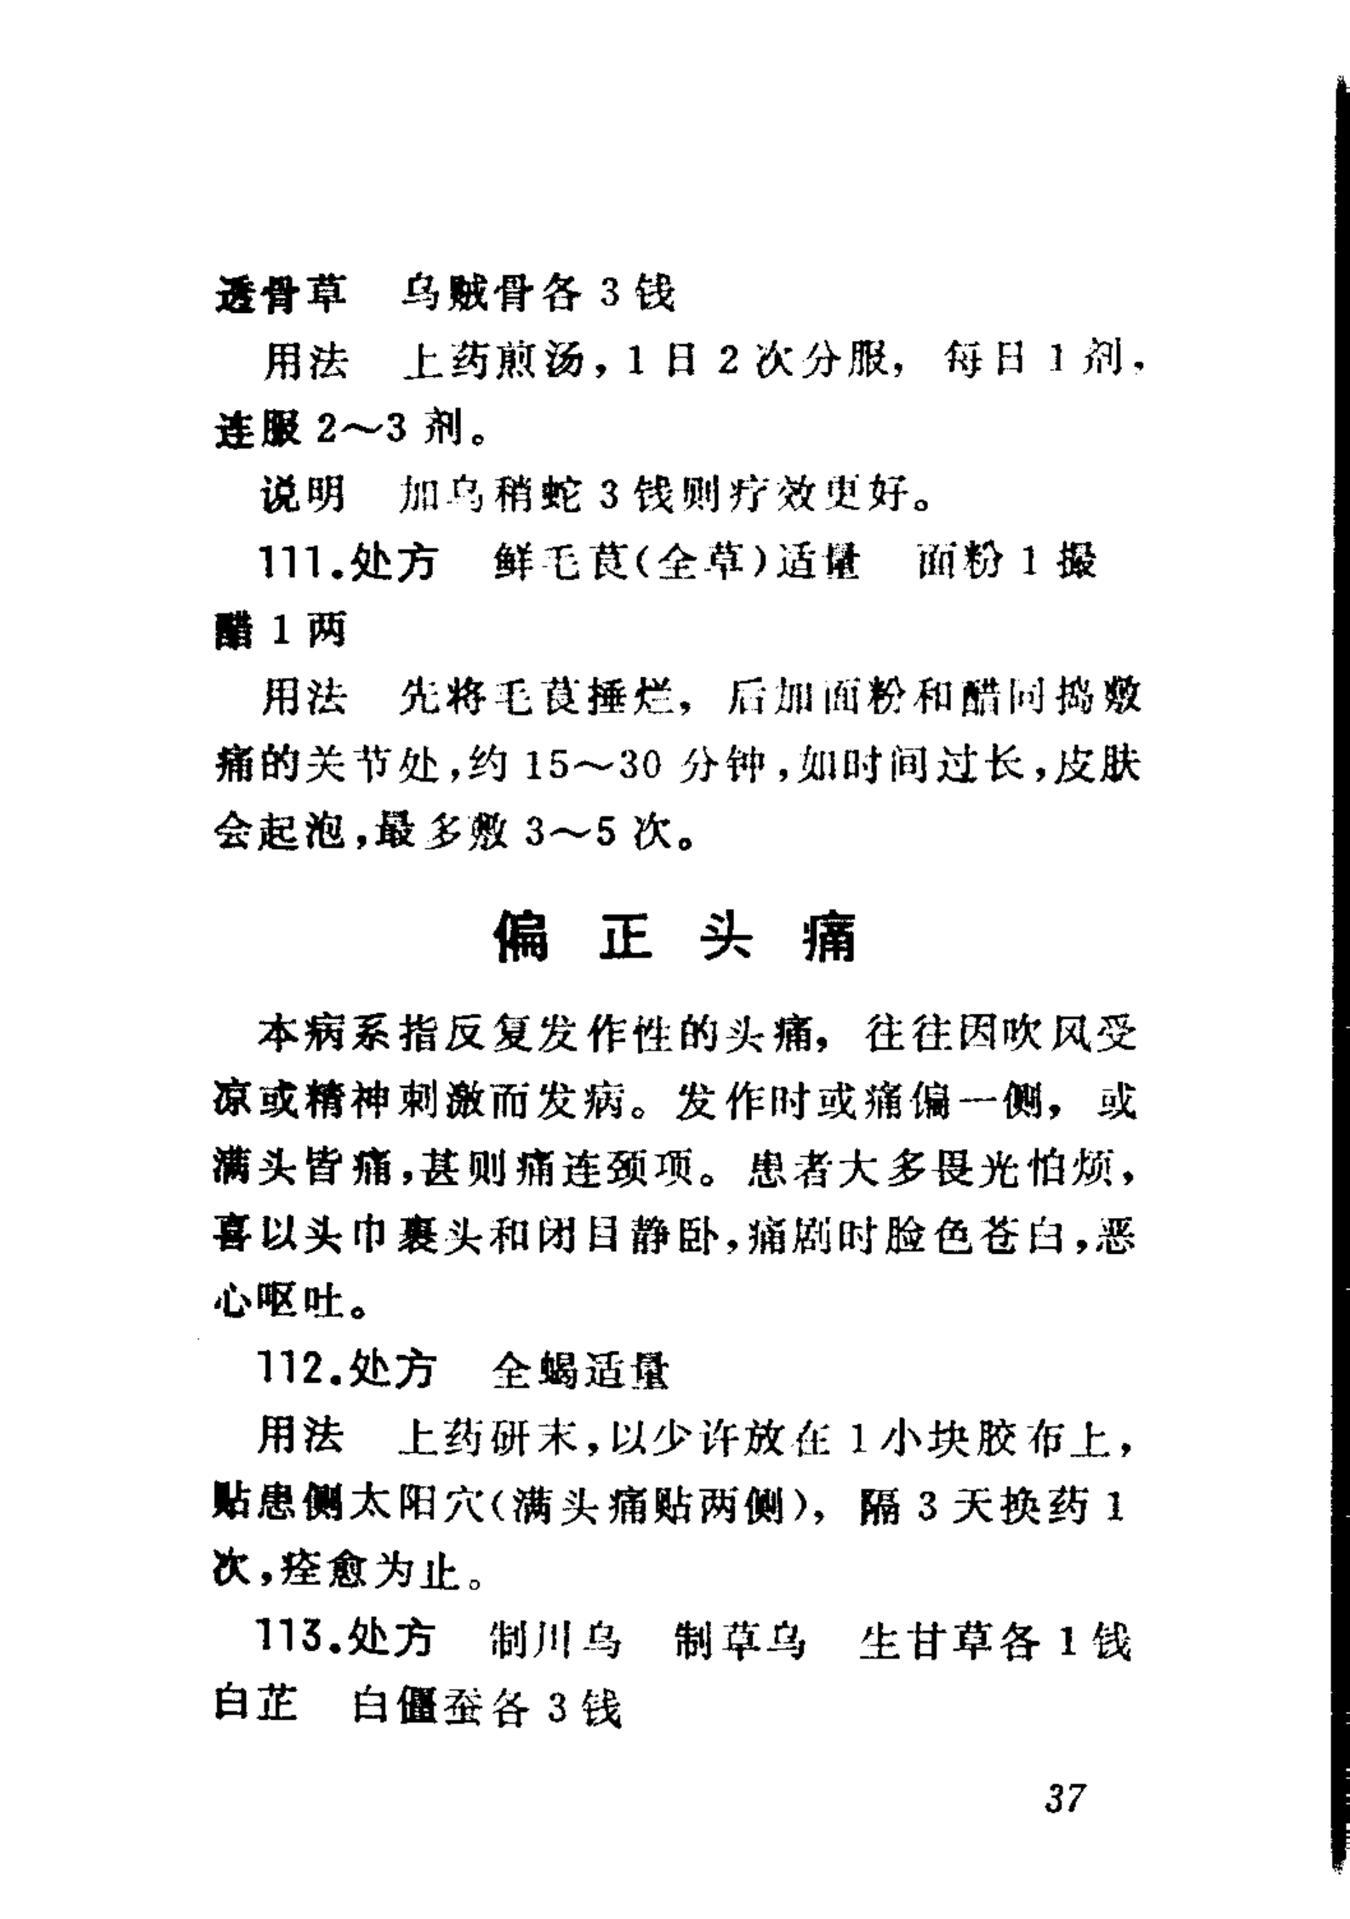 透骨草　乌贼骨各 3 钱
用法　上药煎汤，1 日 2 次分服，每日 1 剂，
连服 2～3 剂。
说明　加乌稍蛇 3 钱则疗效更好。
111.处方　鲜毛茛(全草)适量　面粉 1 撮
醋 1 两
用法　先将毛茛捶烂，后加面粉和醋同捣敷
痛的关节处，约 15～30 分钟，如时间过长，皮肤
会起泡，最多敷 3～5 次。
偏正头痛
本病系指反复发作性的头痛，往往因吹风受
凉或精神刺激而发病。发作时或痛偏一侧，或
满头皆痛，甚则痛连颈项。患者大多畏光怕烦，
喜以头巾裹头和闭目静卧，痛剧时脸色苍白，恶
心呕吐。
112.处方　全蝎适量
用法　上药研末，以少许放在 1 小块胶布上，
贴患侧太阳穴(满头痛贴两侧)，隔 3 天换药 1
次，痊愈为止。
113.处方　制川乌　制草乌　生甘草各 1 钱
白芷　白僵蚕各 3 钱
37